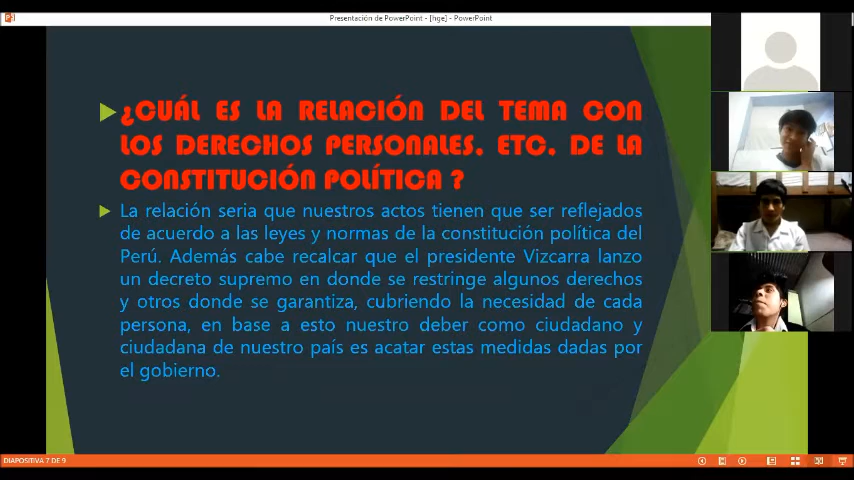 Presentación de PowerPoint - [hge] - PowerPoint
¿CUÁL ES LA RELACIÓN DEL TEMA CON
LOS DERECHOS PERSONALES, ETC, DE LA
CONSTITUCIÓN POLÍTICA ?
La relación seria que nuestros actos tienen que ser reflejados
de acuerdo a las leyes y normas de la constitución política del
Perú. Además cabe recalcar que el presidente Vizcarra lanzo
un decreto supremo en donde se restringe algunos derechos
y otros donde se garantiza, cubriendo la necesidad de cada
persona, en base a esto nuestro deber como ciudadano y
ciudadana de nuestro país es acatar estas medidas dadas por
el gobierno.
DIAPOSITIVA 7 DE 9